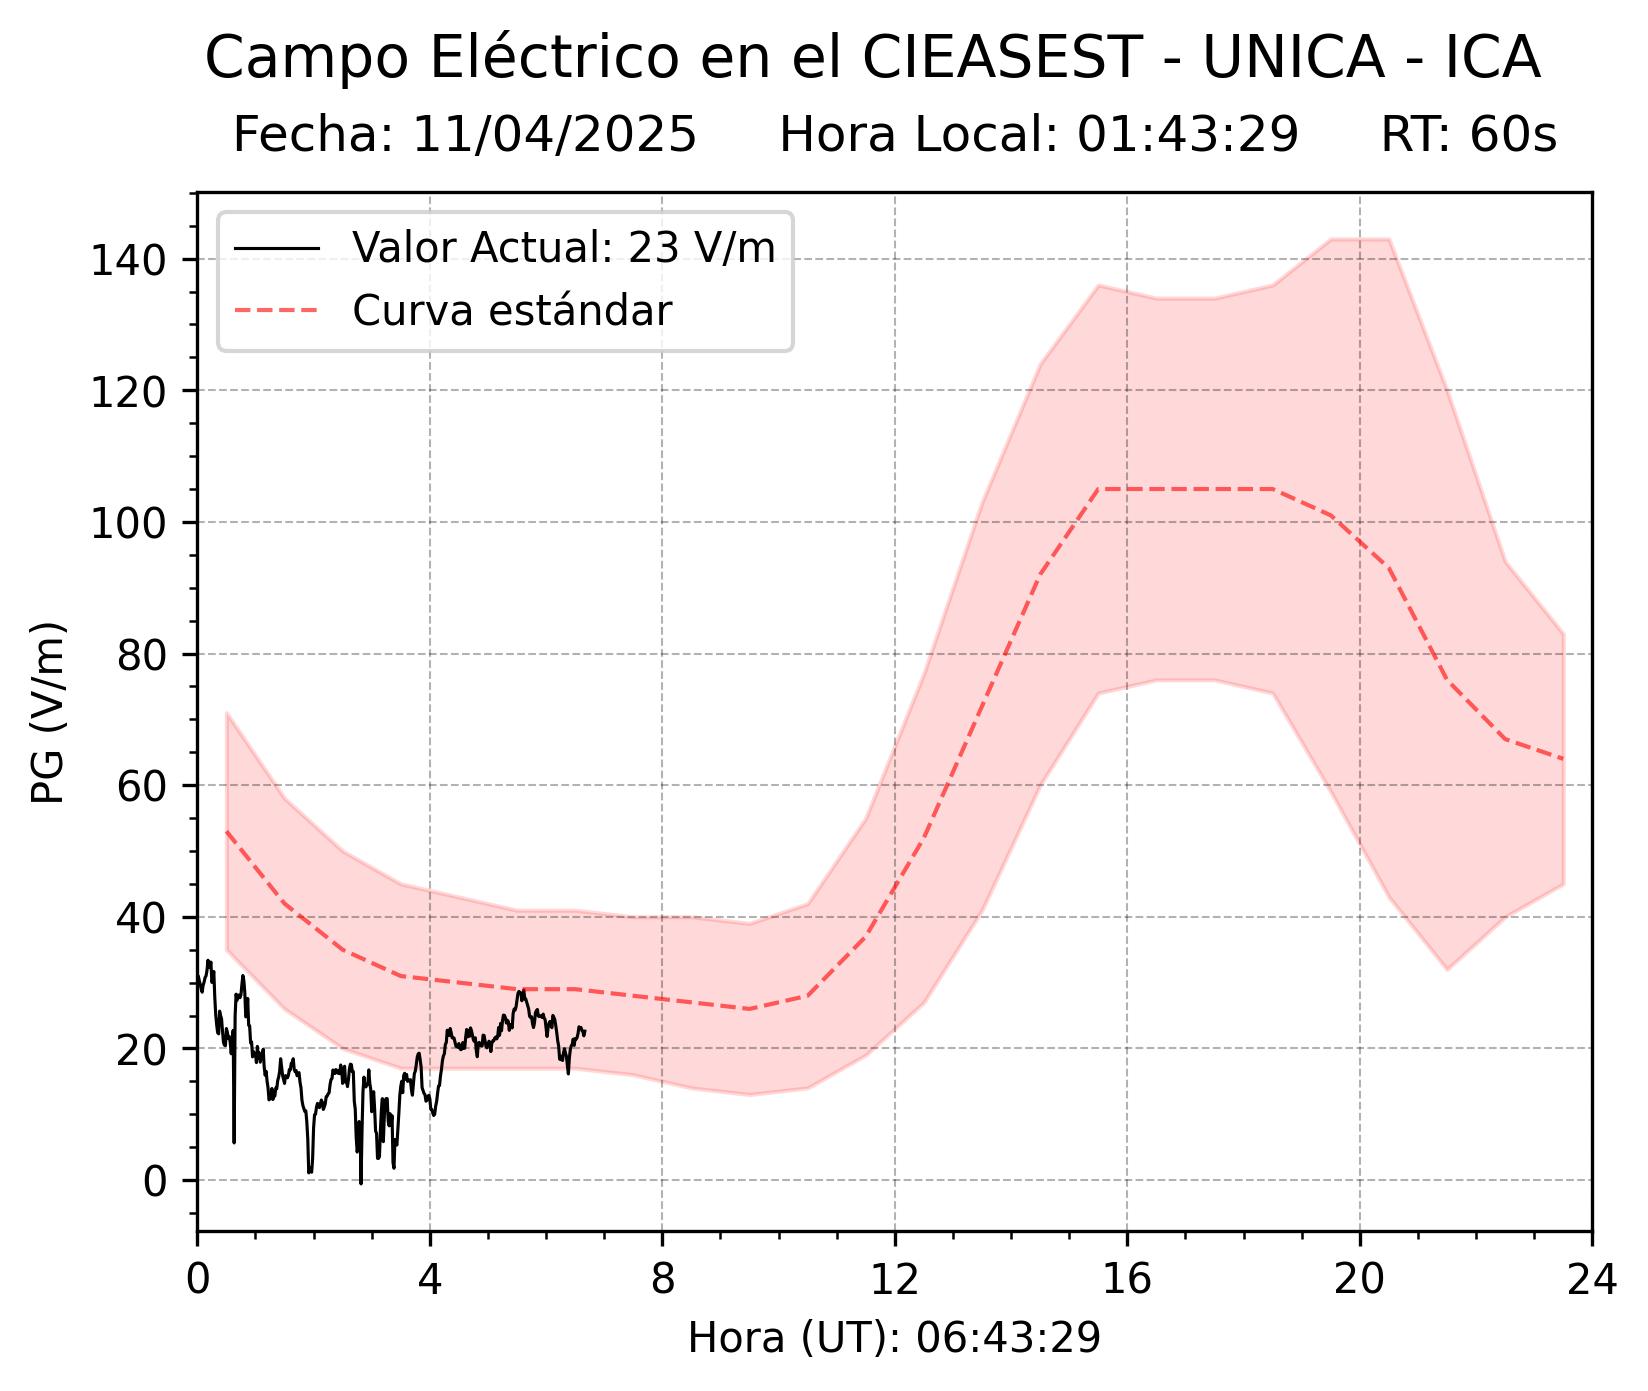 Campo Eléctrico en el CIEASEST - UNICA - ICA
Fecha: 11/04/2025 Hora Local: 01:43:29 RT: 60s
Valor Actual: 23 V/m
Curva estándar
140
120
100
80
60
40
20
0
PG (V/m)
0 4 8 12 16 20 24
Hora (UT): 06:43:29